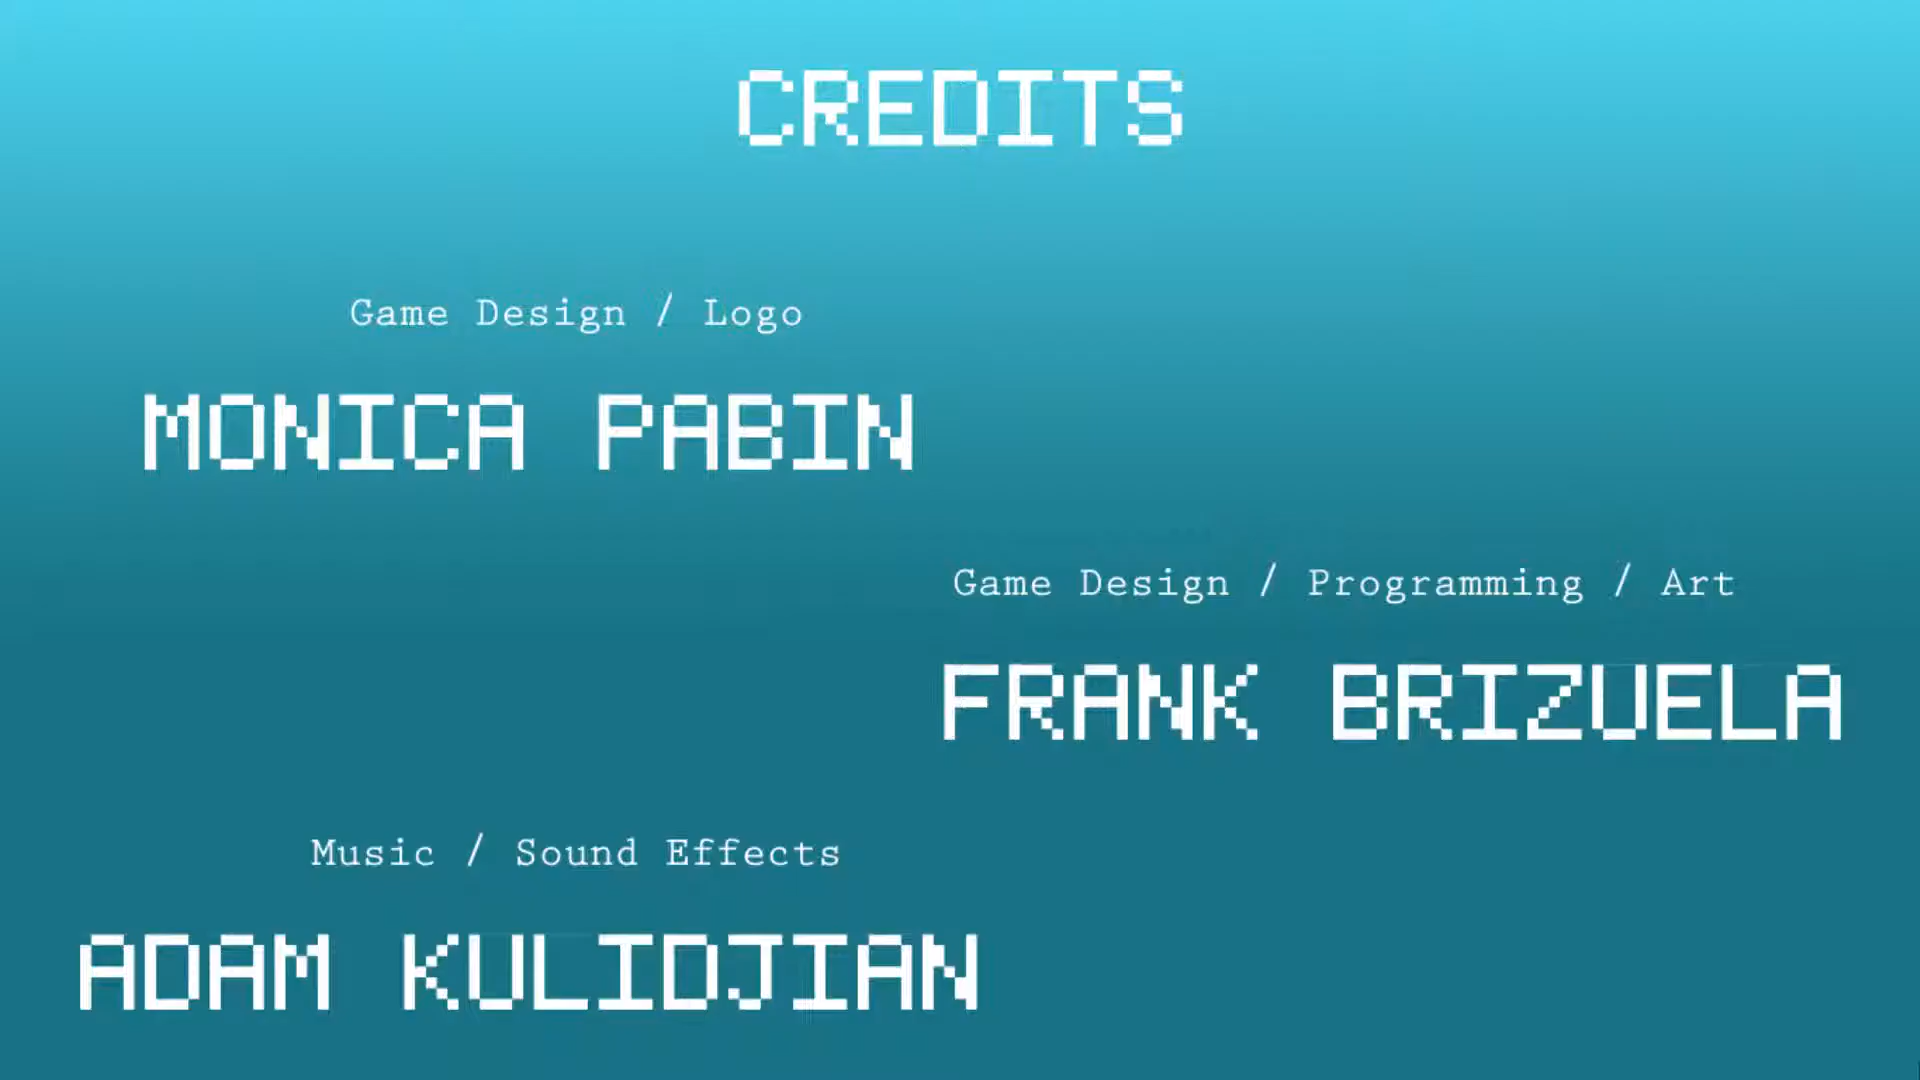 CREDITS
Game Design / Logo
MONICA PABIN
Game Design / Programming / Art
FRANK BRIZUELA
Music / Sound Effects
ADAM KULIDJIAN